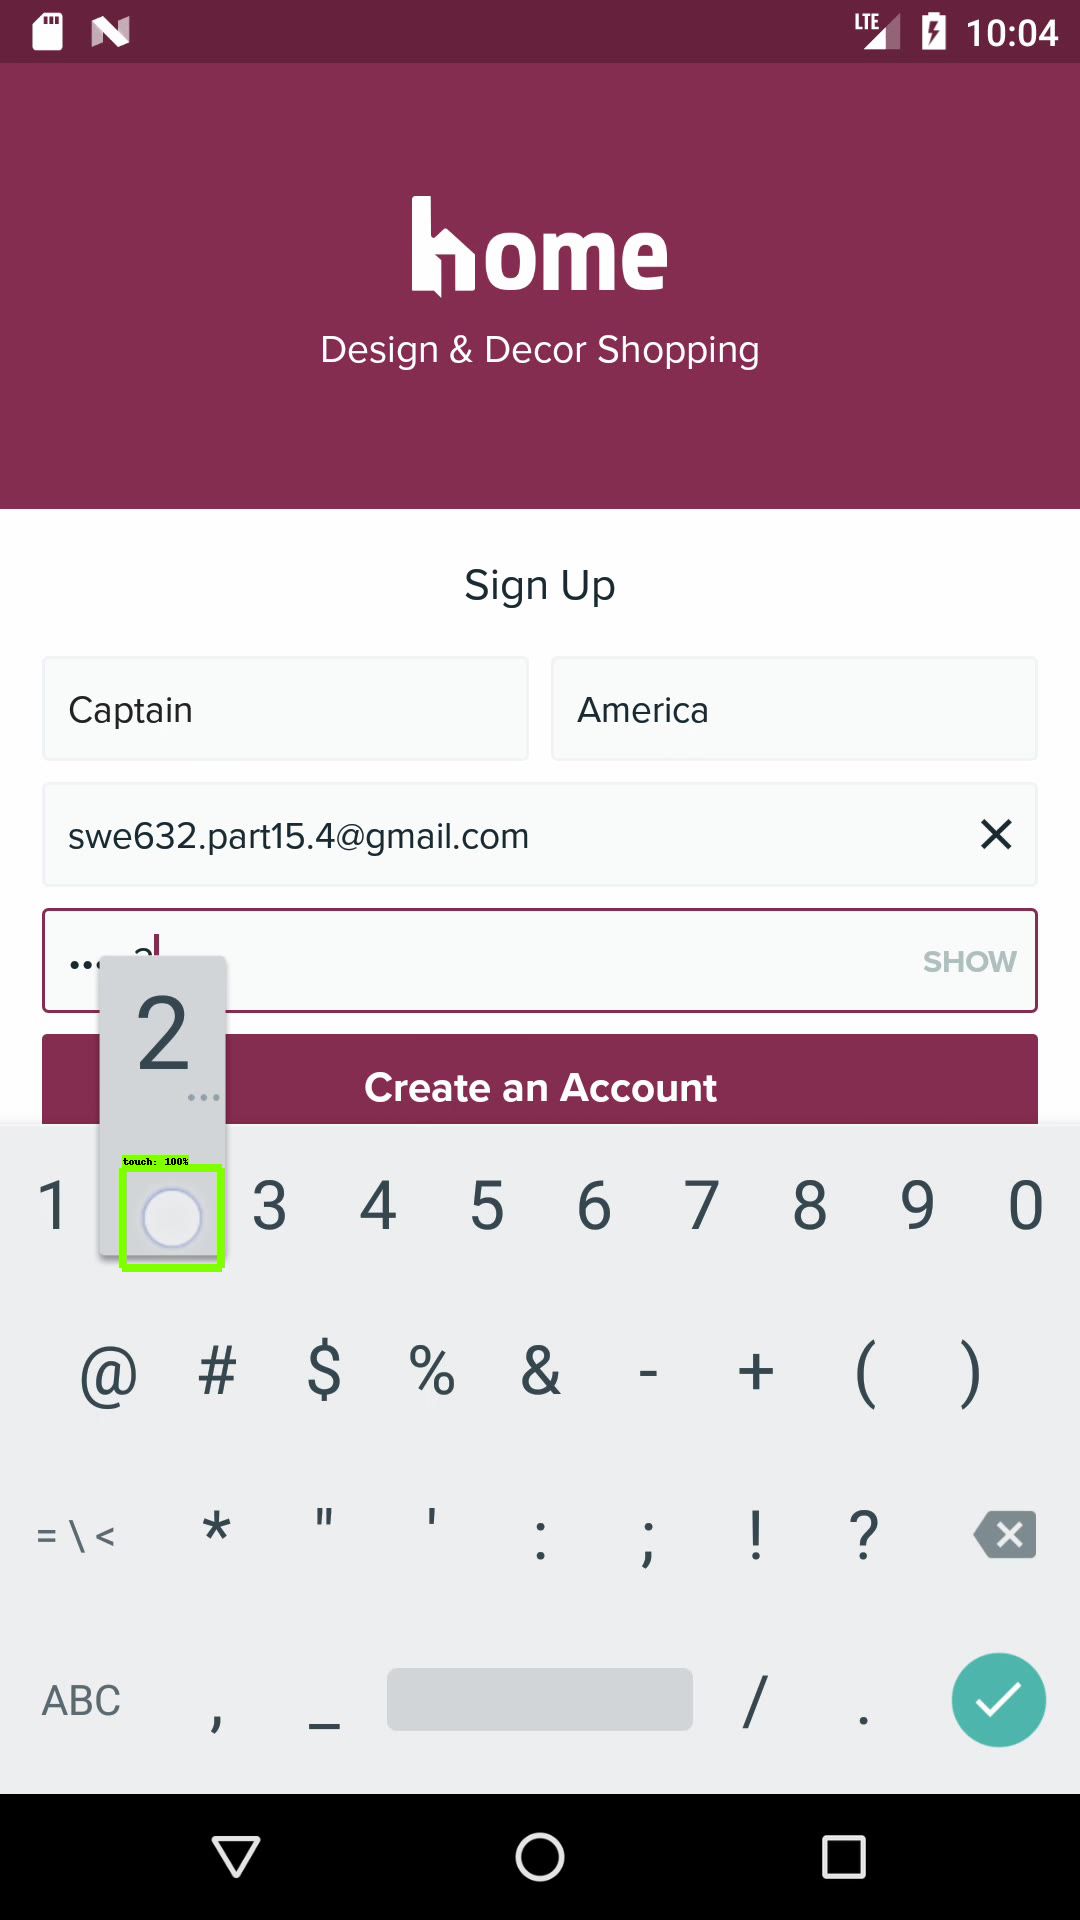 LTE 10:04
home
Design & Decor Shopping
Sign Up
Captain America
swe632.part15.4@gmail.com
SHOW
2
Create an Account
touch: 100%
1 3 4 5 6 7 8 9 0
@ # $ % & - + ( )
= \ < * " ' : ; ! ?
ABC , _ / .